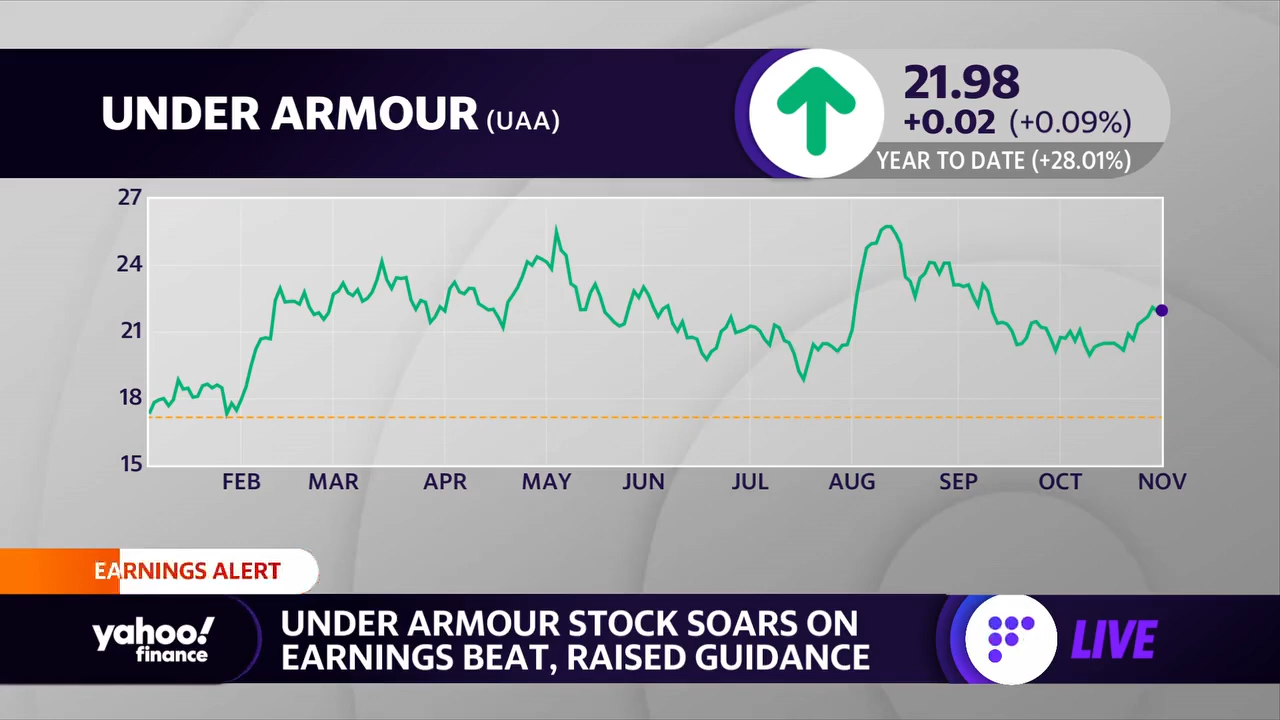 UNDER ARMOUR (UAA)
21.98
+0.02 (+0.09%)
YEAR TO DATE (+28.01%)
27
24
21
18
15
FEB MAR APR MAY JUN JUL AUG SEP OCT NOV
EARNINGS ALERT
yahoo!
finance
UNDER ARMOUR STOCK SOARS ON
EARNINGS BEAT, RAISED GUIDANCE
LIVE